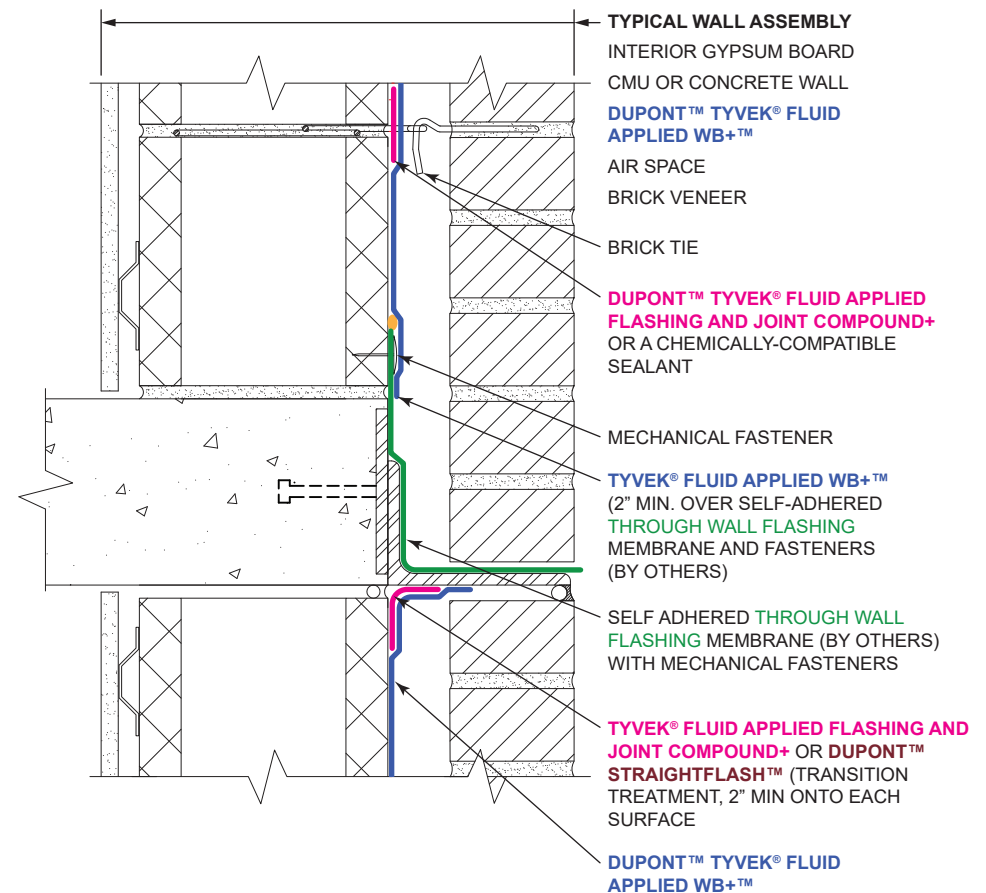 TYPICAL WALL ASSEMBLY
INTERIOR GYPSUM BOARD
CMU OR CONCRETE WALL
DUPONT™ TYVEK® FLUID
APPLIED WB+™
AIR SPACE
BRICK VENEER
BRICK TIE
DUPONT™ TYVEK® FLUID APPLIED
FLASHING AND JOINT COMPOUND+
OR A CHEMICALLY-COMPATIBLE
SEALANT
MECHANICAL FASTENER
TYVEK® FLUID APPLIED WB+™
(2” MIN. OVER SELF-ADHERED
THROUGH WALL FLASHING
MEMBRANE AND FASTENERS
(BY OTHERS)
SELF ADHERED THROUGH WALL
FLASHING MEMBRANE (BY OTHERS)
WITH MECHANICAL FASTENERS
TYVEK® FLUID APPLIED FLASHING AND
JOINT COMPOUND+ OR DUPONT™
STRAIGHTFLASH™ (TRANSITION
TREATMENT, 2” MIN ONTO EACH
SURFACE
DUPONT™ TYVEK® FLUID
APPLIED WB+™